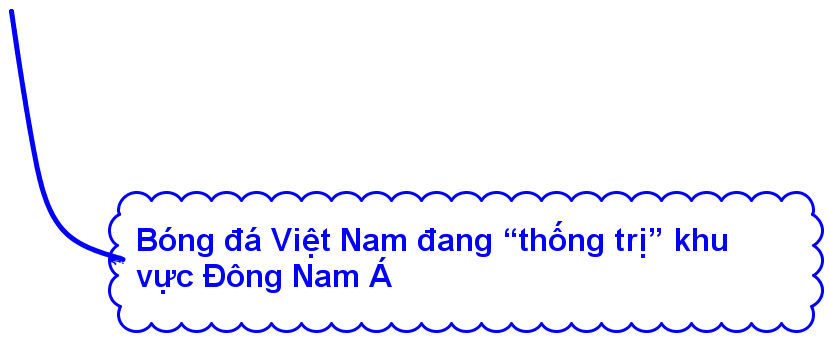 Bóng đá Việt Nam đang “thống trị” khu
vực Đông Nam Á